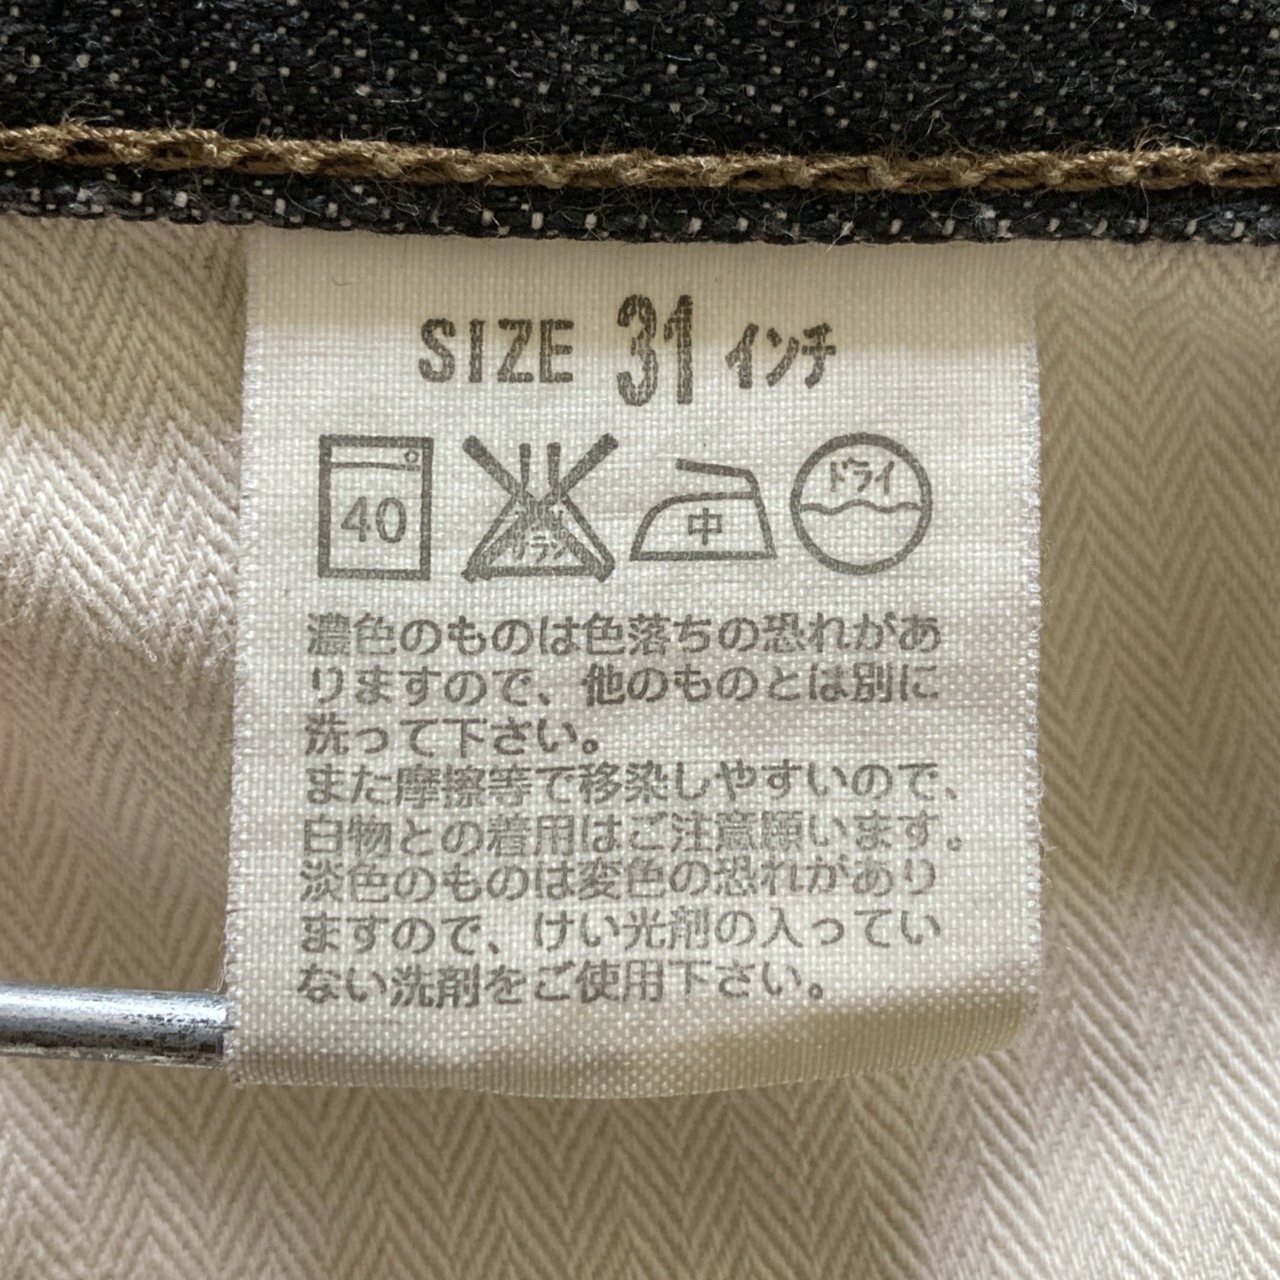 SIZE 31 インチ
40 中 ドライ
濃色のものは色落ちの恐れがあ
りますので、他のものとは別に
洗って下さい。
また摩擦等で移染しやすいので、
白物との着用はご注意願います。
淡色のものは変色の恐れがあり
ますので、けい光剤の入ってい
ない洗剤をご使用下さい。